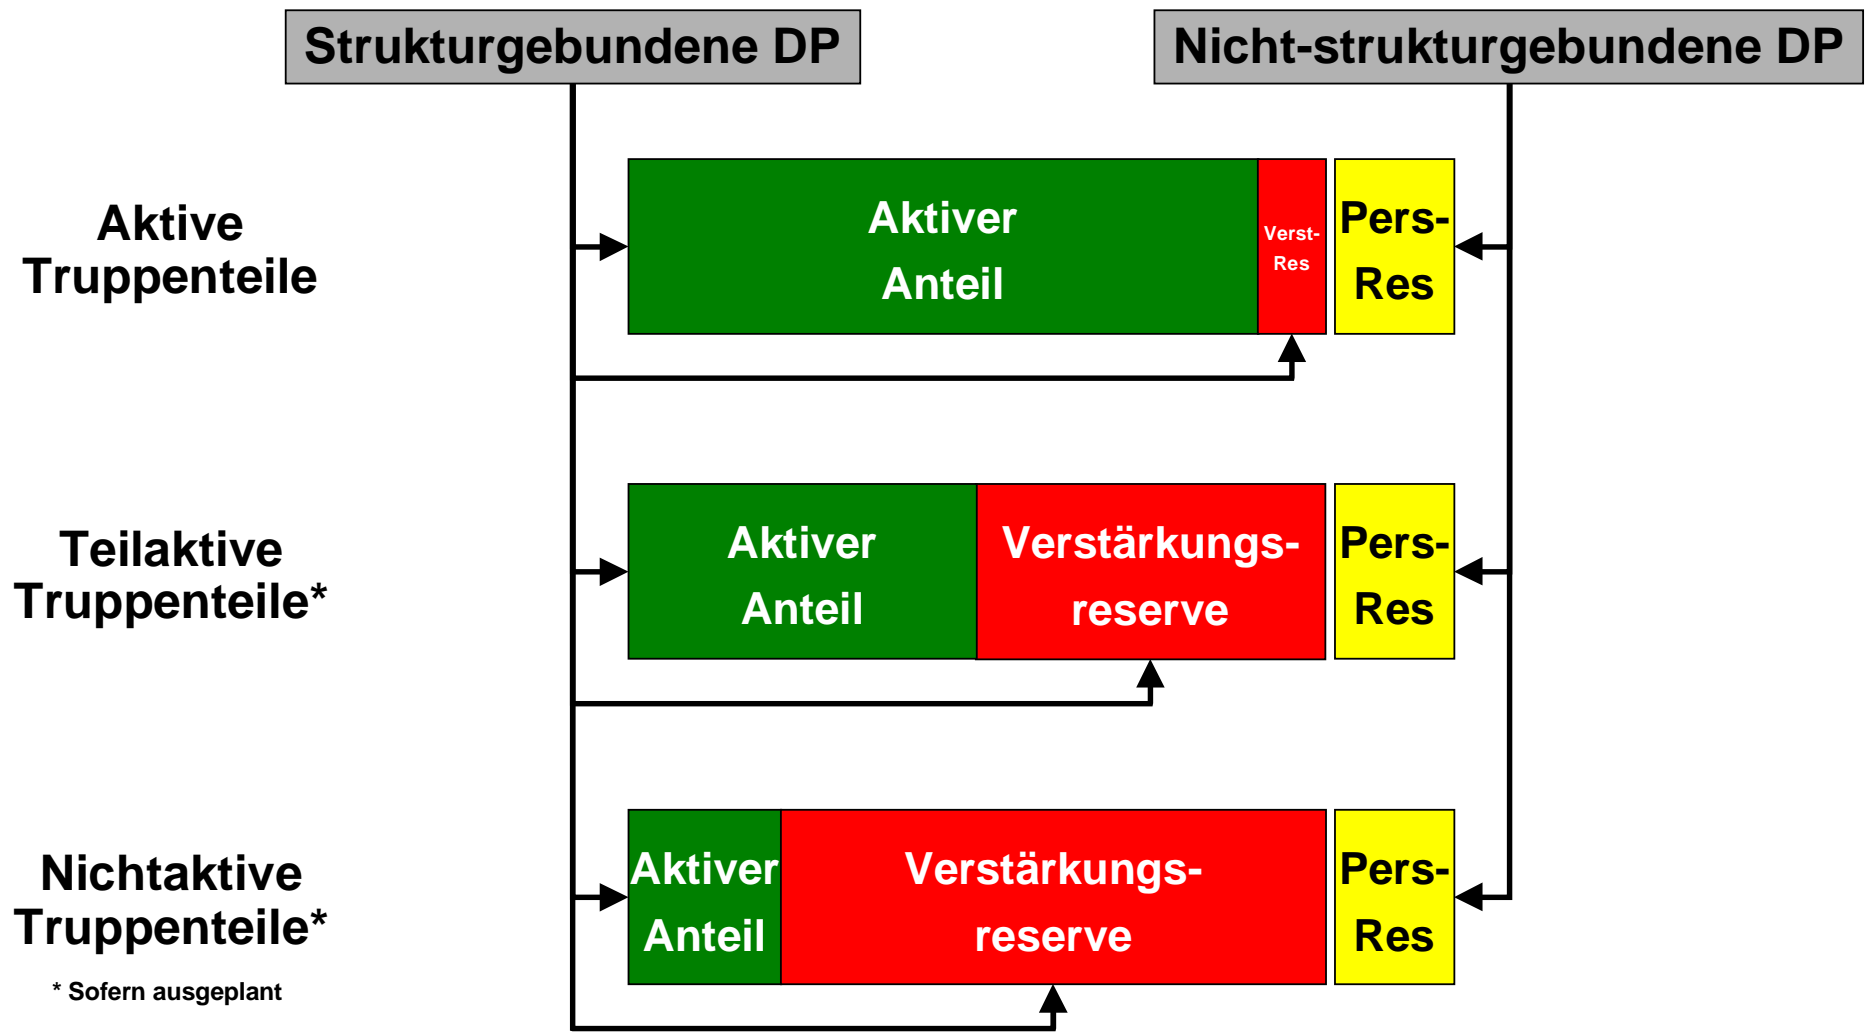 Strukturgebundene DP
Nicht-strukturgebundene DP
Aktive
Truppenteile
Aktiver
Anteil
Verst-
Res
Pers-
Res
Teilaktive
Truppenteile*
Aktiver
Anteil
Verstärkungs-
reserve
Pers-
Res
Nichtaktive
Truppenteile*
Aktiver
Anteil
Verstärkungs-
reserve
Pers-
Res
* Sofern ausgeplant